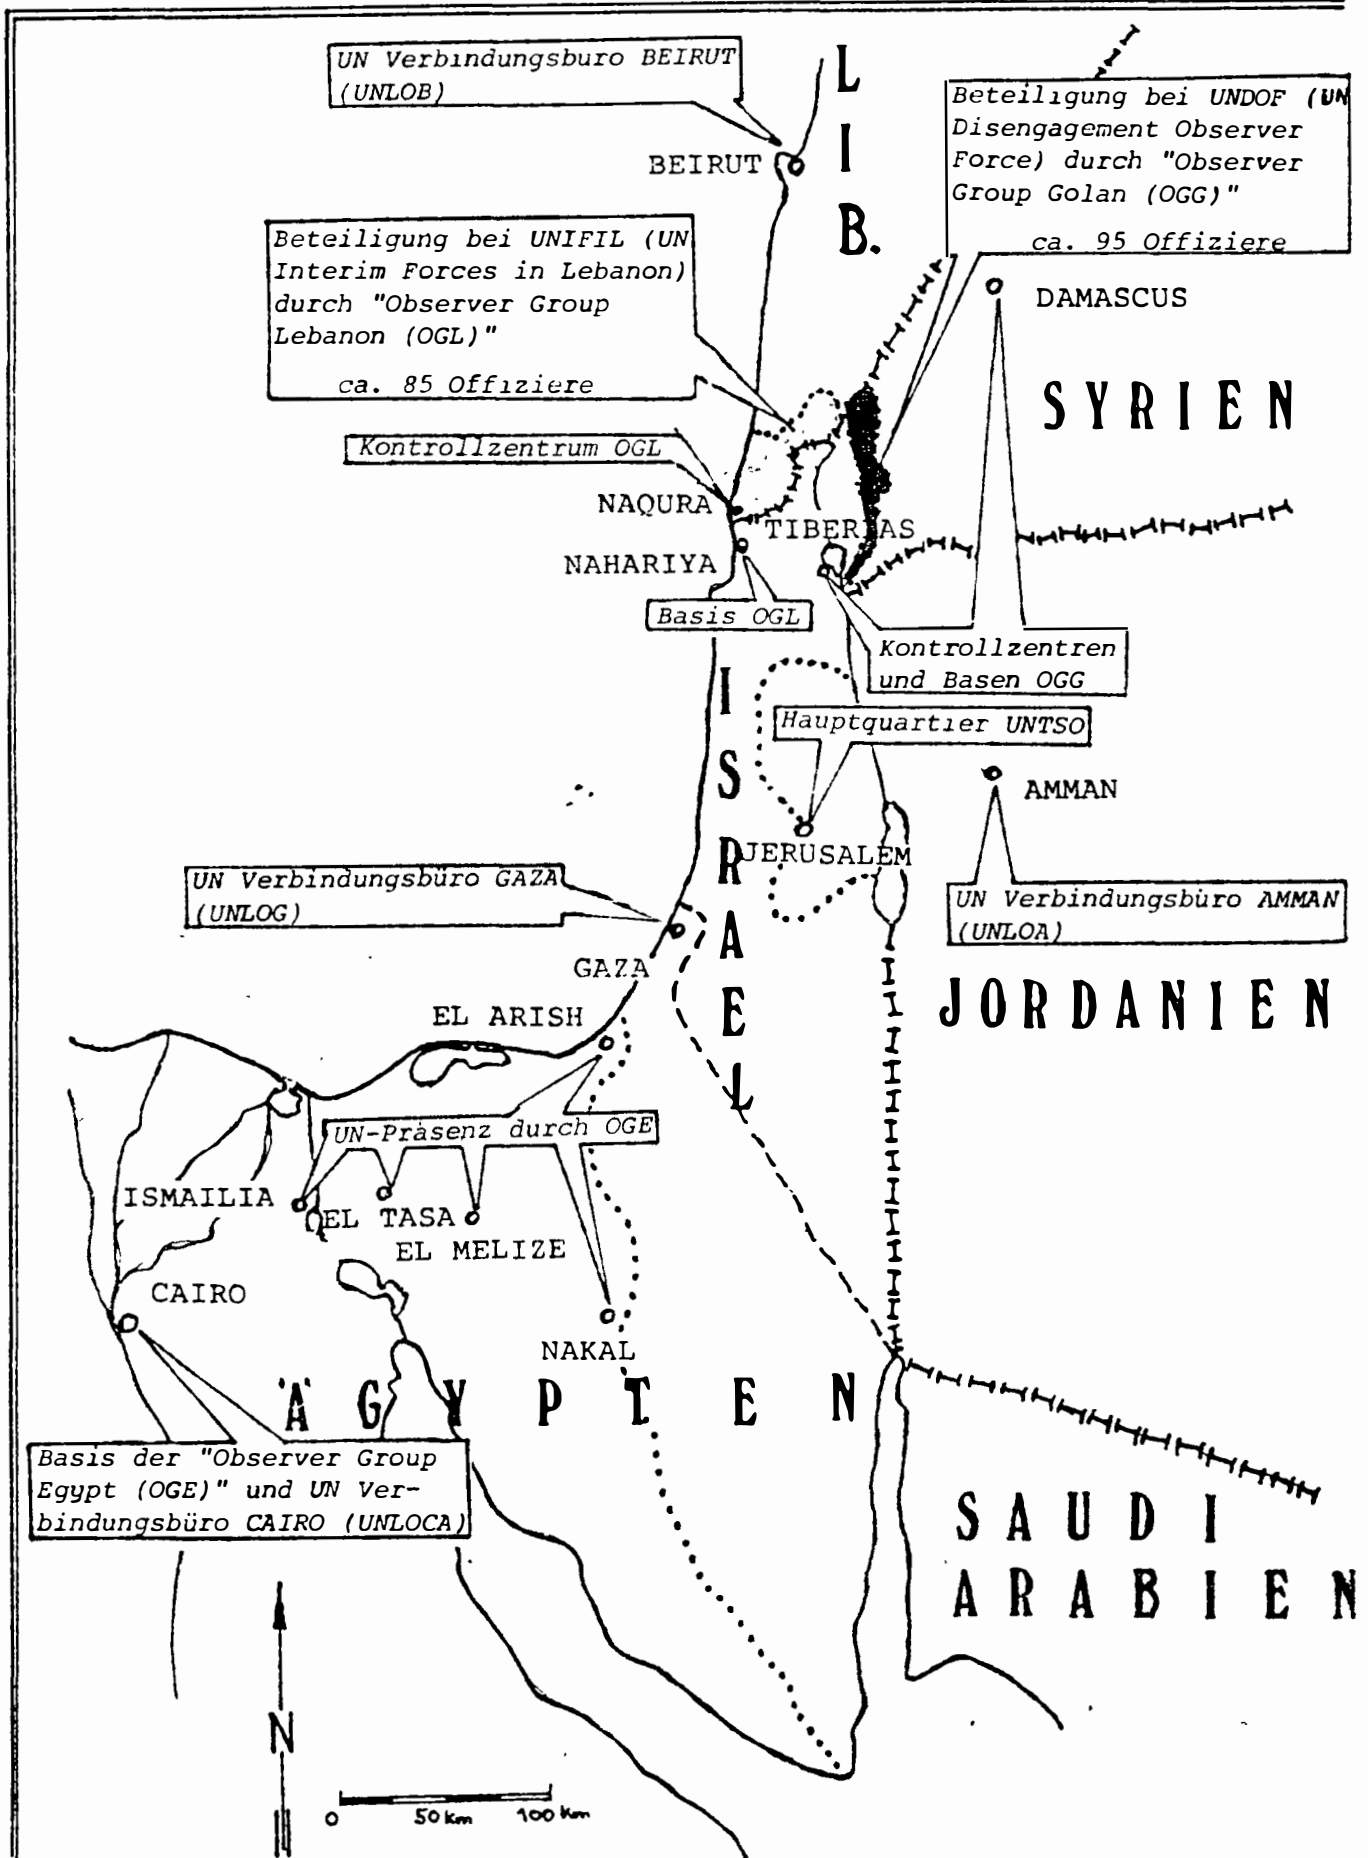 UN Verbindungsburo BEIRUT
(UNLOB)
L
I
B.
Beteiligung bei UNDOF (UN
Disengagement Observer
Force) durch "Observer
Group Golan (OGG)"
ca. 95 Offiziere
BEIRUT
Beteiligung bei UNIFIL (UN
Interim Forces in Lebanon)
durch "Observer Group
Lebanon (OGL)"
ca. 85 Offiziere
DAMASCUS
SYRIEN
Kontrollzentrum OGL
NAQURA
TIBERIAS
NAHARIYA
Basis OGL
Kontrollzentren
und Basen OGG
Hauptquartier UNTSO
I
S
R
A
E
L
AMMAN
JERUSALEM
UN Verbindungsbüro GAZA
(UNLOG)
UN Verbindungsbüro AMMAN
(UNLOA)
GAZA
JORDANIEN
EL ARISH
UN-Präsenz durch OGE
ISMAILIA
EL TASA
EL MELIZE
CAIRO
NAKAL
ÄGYPTEN
Basis der "Observer Group
Egypt (OGE)" und UN Ver-
bindungsbüro CAIRO (UNLOCA)
SAUDI
ARABIEN
N
0 50 km 100 km